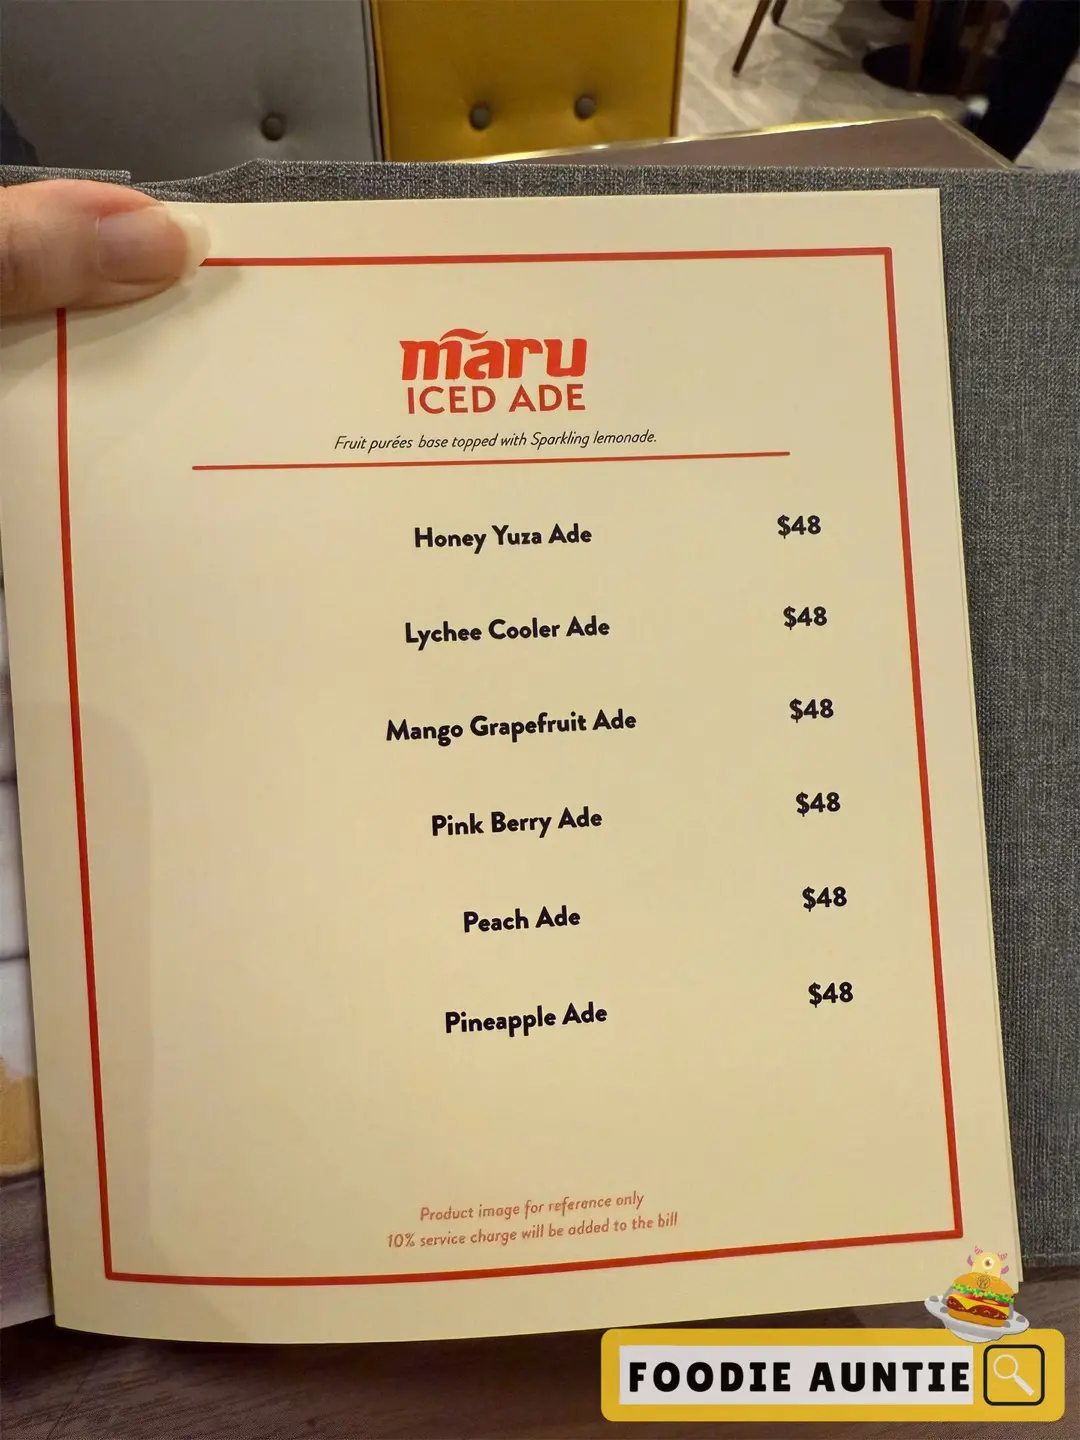 maru
ICED ADE
Fruit purées base topped with Sparkling lemonade.
Honey Yuza Ade $48
Lychee Cooler Ade $48
Mango Grapefruit Ade $48
Pink Berry Ade $48
Peach Ade $48
Pineapple Ade $48
Product image for reference only
10% service charge will be added to the bill
FOODIE AUNTIE